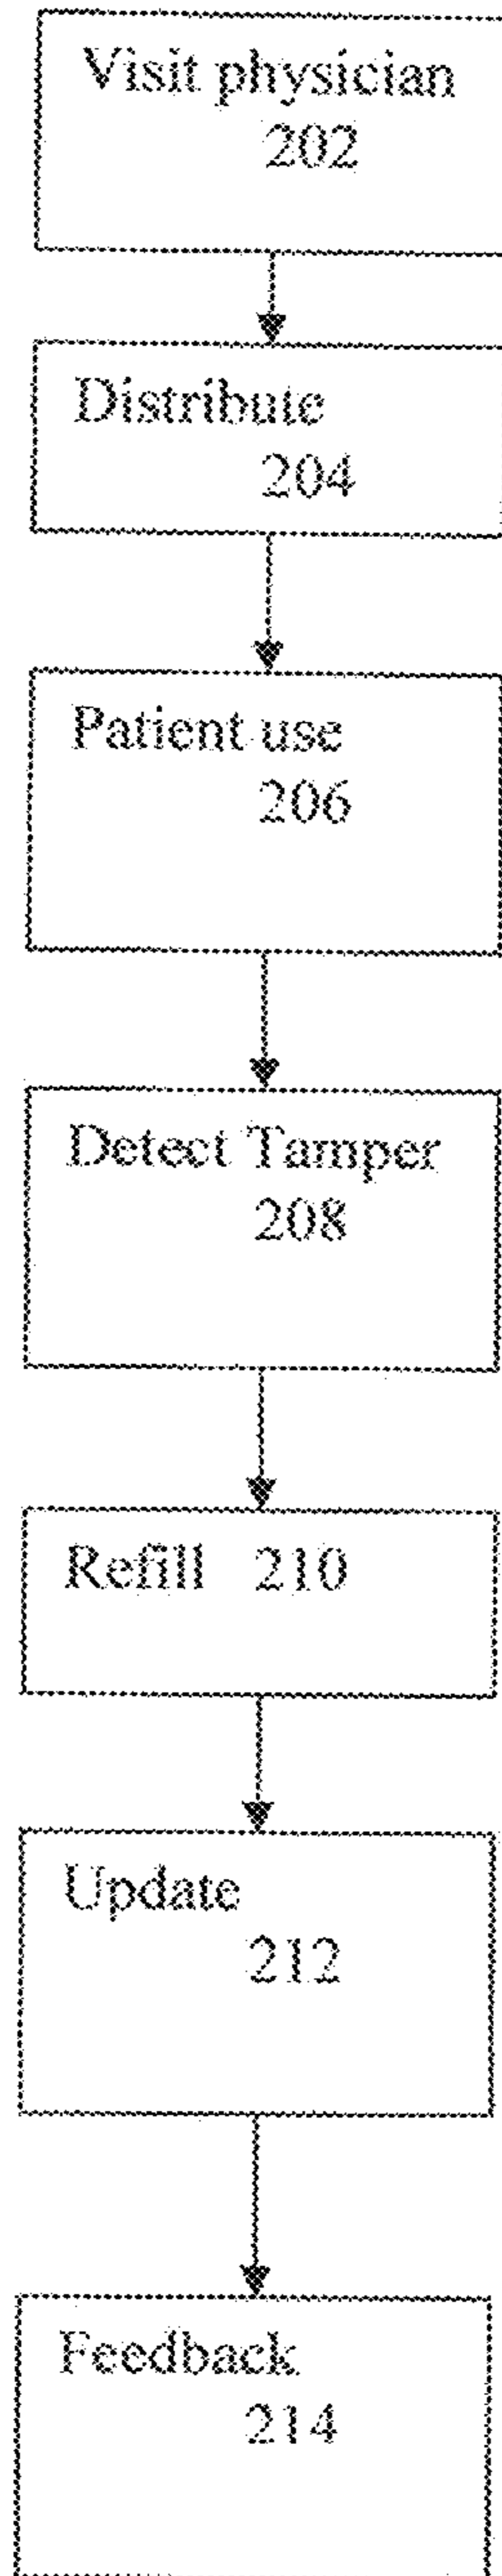 Visit physician
202
Distribute
204
Patient use
206
Detect Tamper
208
Refill 210
Update
212
Feedback
214